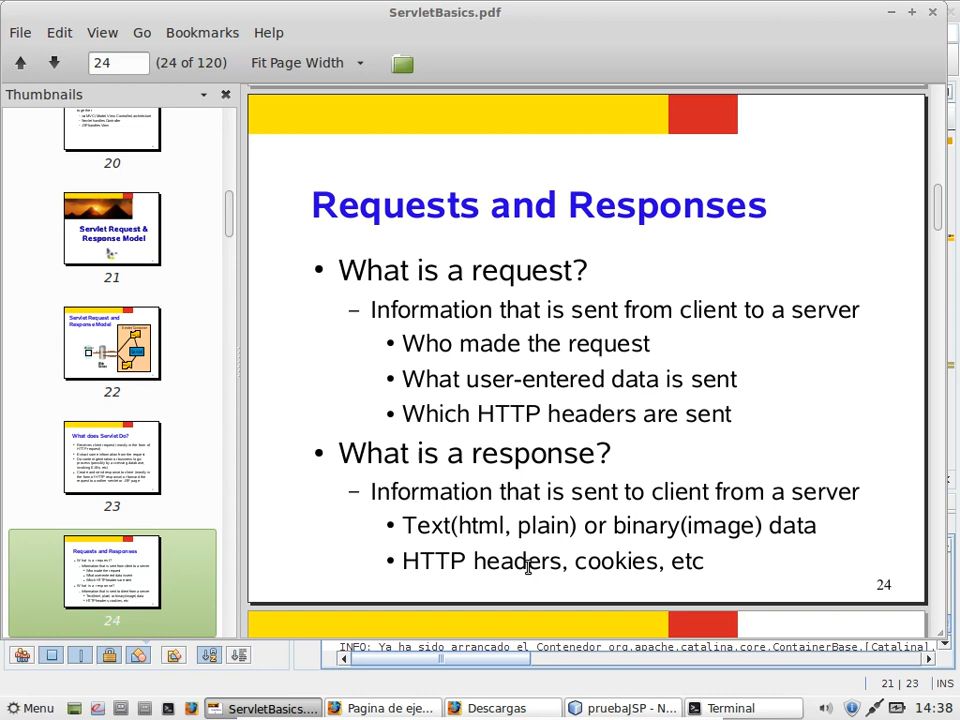 ServletBasics.pdf
File Edit View Go Bookmarks Help
24 (24 of 120) Fit Page Width
Thumbnails
20
Servlet Request &
Response Model
21
Servlet Request and
Response Model
22
What does Servlet Do?
23
Requests and Responses
24
Requests and Responses
• What is a request?
– Information that is sent from client to a server
• Who made the request
• What user-entered data is sent
• Which HTTP headers are sent
• What is a response?
– Information that is sent to client from a server
• Text(html, plain) or binary(image) data
• HTTP headers, cookies, etc
24
INFO: Ya ha sido arrancado el Contenedor org.apache.catalina.core.ContainerBase.[Catalina].
21 | 23 INS
Menu ServletBasics.... Pagina de eje... Descargas pruebaJSP - N... Terminal 14:38